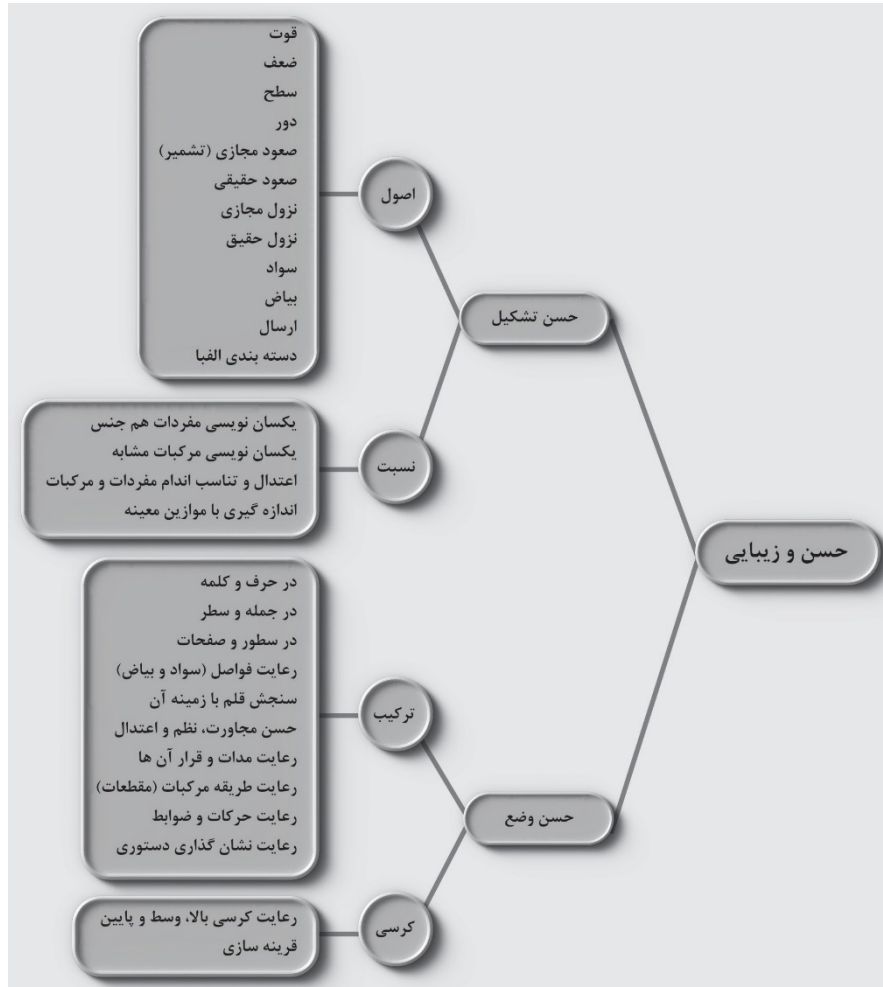 حسن و زیبایی
حسن تشکیل
اصول
قوت
ضعف
سطح
دور
صعود مجازی (تشمیر)
صعود حقیقی
نزول مجازی
نزول حقیق
سواد
بیاض
ارسال
دسته بندی الفبا
نسبت
یکسان نویسی مفردات هم جنس
یکسان نویسی مرکبات مشابه
اعتدال و تناسب اندام مفردات و مرکبات
اندازه گیری با موازین معینه
حسن وضع
ترکیب
در حرف و کلمه
در جمله و سطر
در سطور و صفحات
رعایت فواصل (سواد و بیاض)
سنجش قلم با زمینه آن
حسن مجاورت، نظم و اعتدال
رعایت مدات و قرار آن ها
رعایت طریقه مرکبات (مقطعات)
رعایت حرکات و ضوابط
رعایت نشان گذاری دستوری
کرسی
رعایت کرسی بالا، وسط و پایین
قرینه سازی